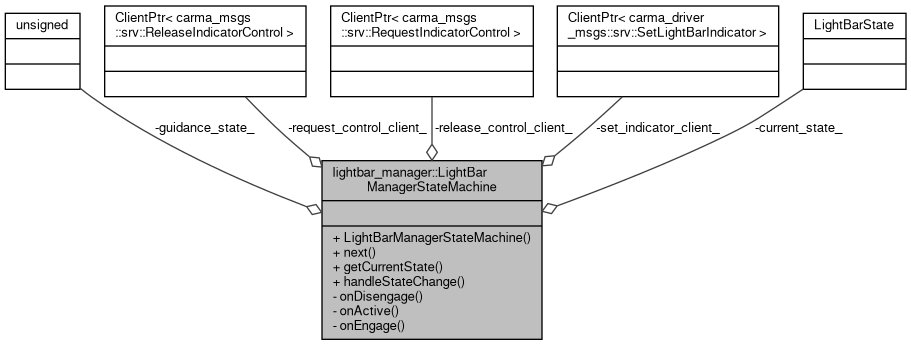 unsigned
ClientPtr< carma_msgs
::srv::ReleaseIndicatorControl >
ClientPtr< carma_msgs
::srv::RequestIndicatorControl >
ClientPtr< carma_driver
_msgs::srv::SetLightBarIndicator >
LightBarState
-guidance_state_
-request_control_client_
-release_control_client_
-set_indicator_client_
-current_state_
lightbar_manager::LightBar
ManagerStateMachine
+ LightBarManagerStateMachine()
+ next()
+ getCurrentState()
+ handleStateChange()
- onDisengage()
- onActive()
- onEngage()